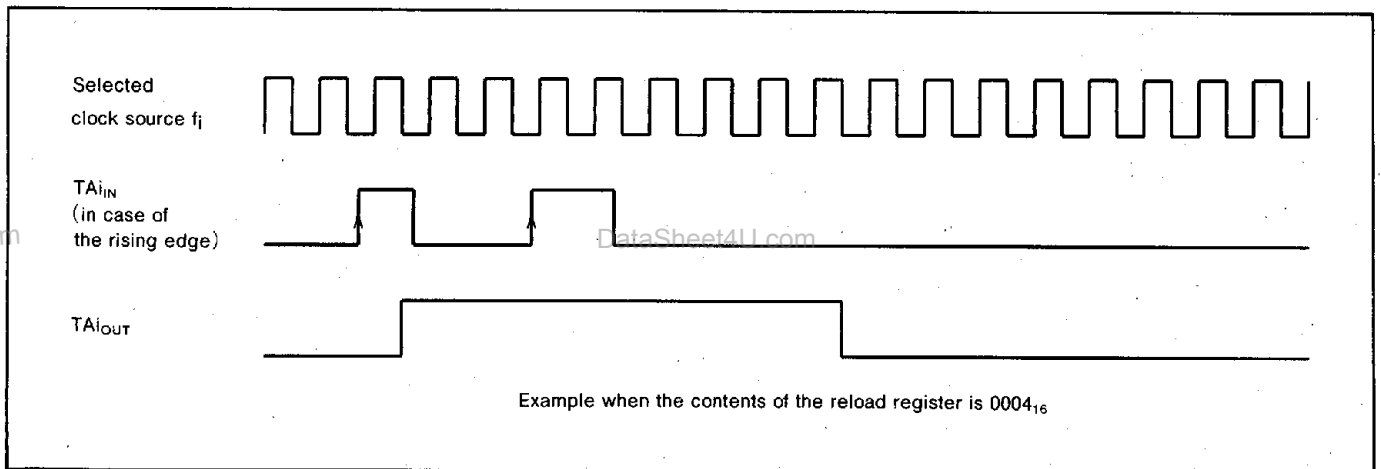 Selected
clock source fi
TAiIN
(in case of
the rising edge)
m
DataSheet4U.com
TAiOUT
Example when the contents of the reload register is 0004₁₆